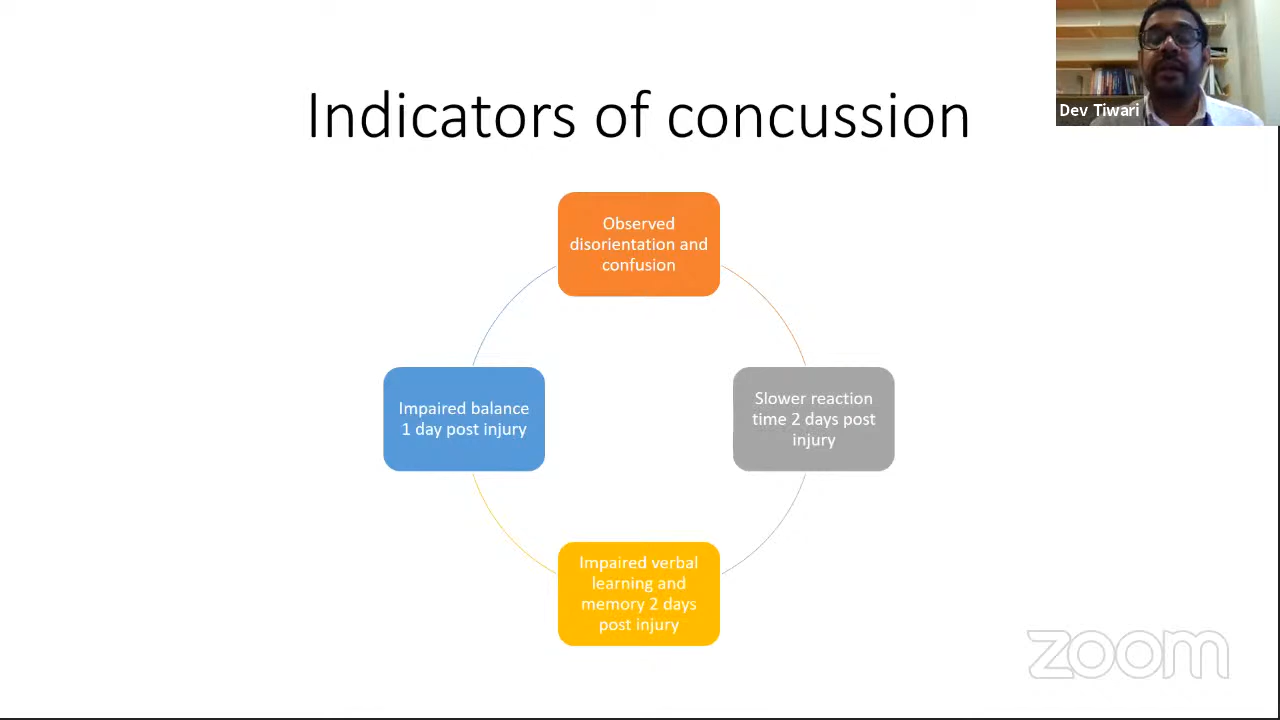 Indicators of concussion
Dev Tiwari
Observed
disorientation and
confusion
Impaired balance
1 day post injury
Slower reaction
time 2 days post
injury
Impaired verbal
learning and
memory 2 days
post injury
zoom